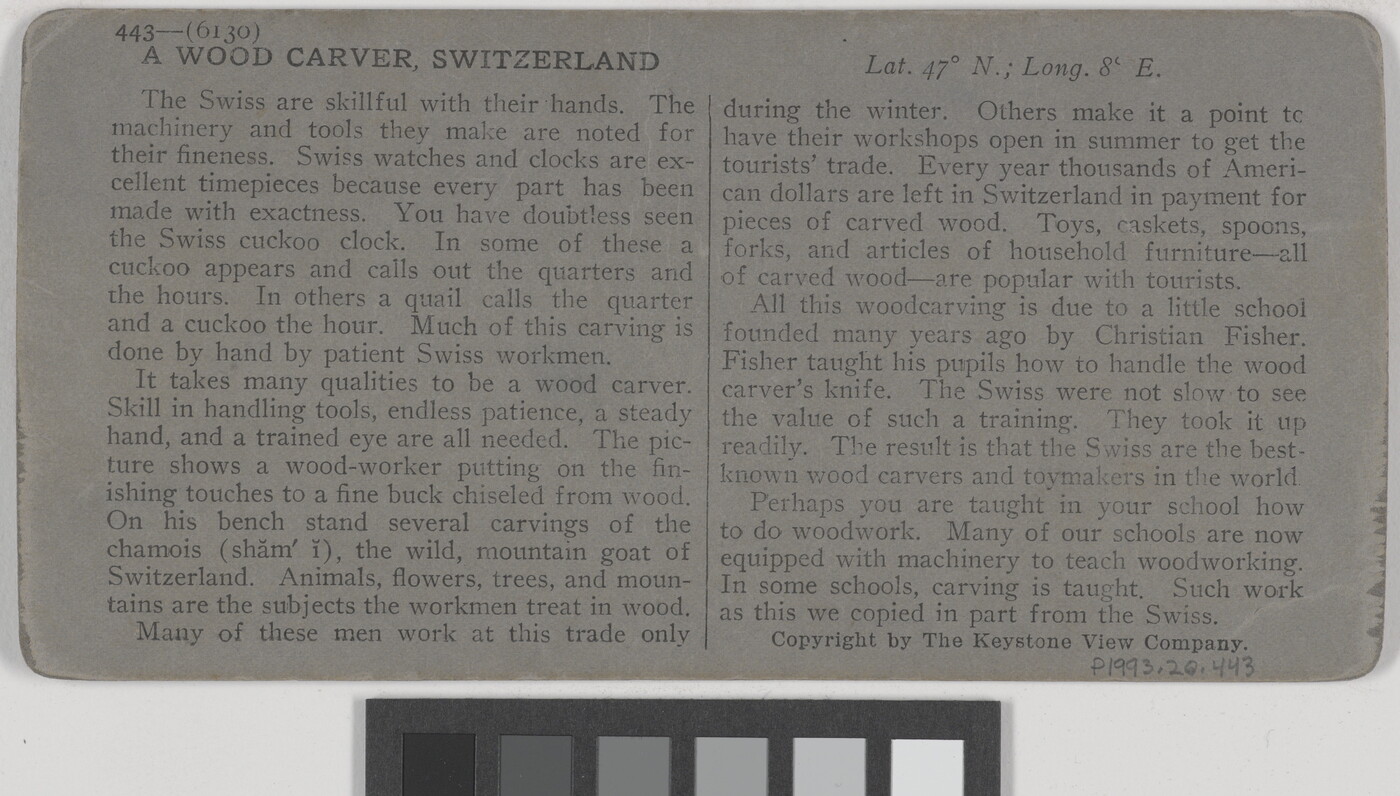 443—(6130)
A WOOD CARVER, SWITZERLAND
Lat. 47° N.; Long. 8° E.
The Swiss are skillful with their hands. The
machinery and tools they make are noted for
their fineness. Swiss watches and clocks are ex-
cellent timepieces because every part has been
made with exactness. You have doubtless seen
the Swiss cuckoo clock. In some of these a
cuckoo appears and calls out the quarters and
the hours. In others a quail calls the quarter
and a cuckoo the hour. Much of this carving is
done by hand by patient Swiss workmen.
It takes many qualities to be a wood carver.
Skill in handling tools, endless patience, a steady
hand, and a trained eye are all needed. The pic-
ture shows a wood-worker putting on the fin-
ishing touches to a fine buck chiseled from wood.
On his bench stand several carvings of the
chamois (shăm′ ĭ), the wild, mountain goat of
Switzerland. Animals, flowers, trees, and moun-
tains are the subjects the workmen treat in wood.
Many of these men work at this trade only
during the winter. Others make it a point to
have their workshops open in summer to get the
tourists' trade. Every year thousands of Ameri-
can dollars are left in Switzerland in payment for
pieces of carved wood. Toys, caskets, spoons,
forks, and articles of household furniture—all
of carved wood—are popular with tourists.
All this woodcarving is due to a little school
founded many years ago by Christian Fisher.
Fisher taught his pupils how to handle the wood
carver's knife. The Swiss were not slow to see
the value of such a training. They took it up
readily. The result is that the Swiss are the best-
known wood carvers and toymakers in the world
Perhaps you are taught in your school how
to do woodwork. Many of our schools are now
equipped with machinery to teach woodworking.
In some schools, carving is taught. Such work
as this we copied in part from the Swiss.
Copyright by The Keystone View Company.
P1993.20.443